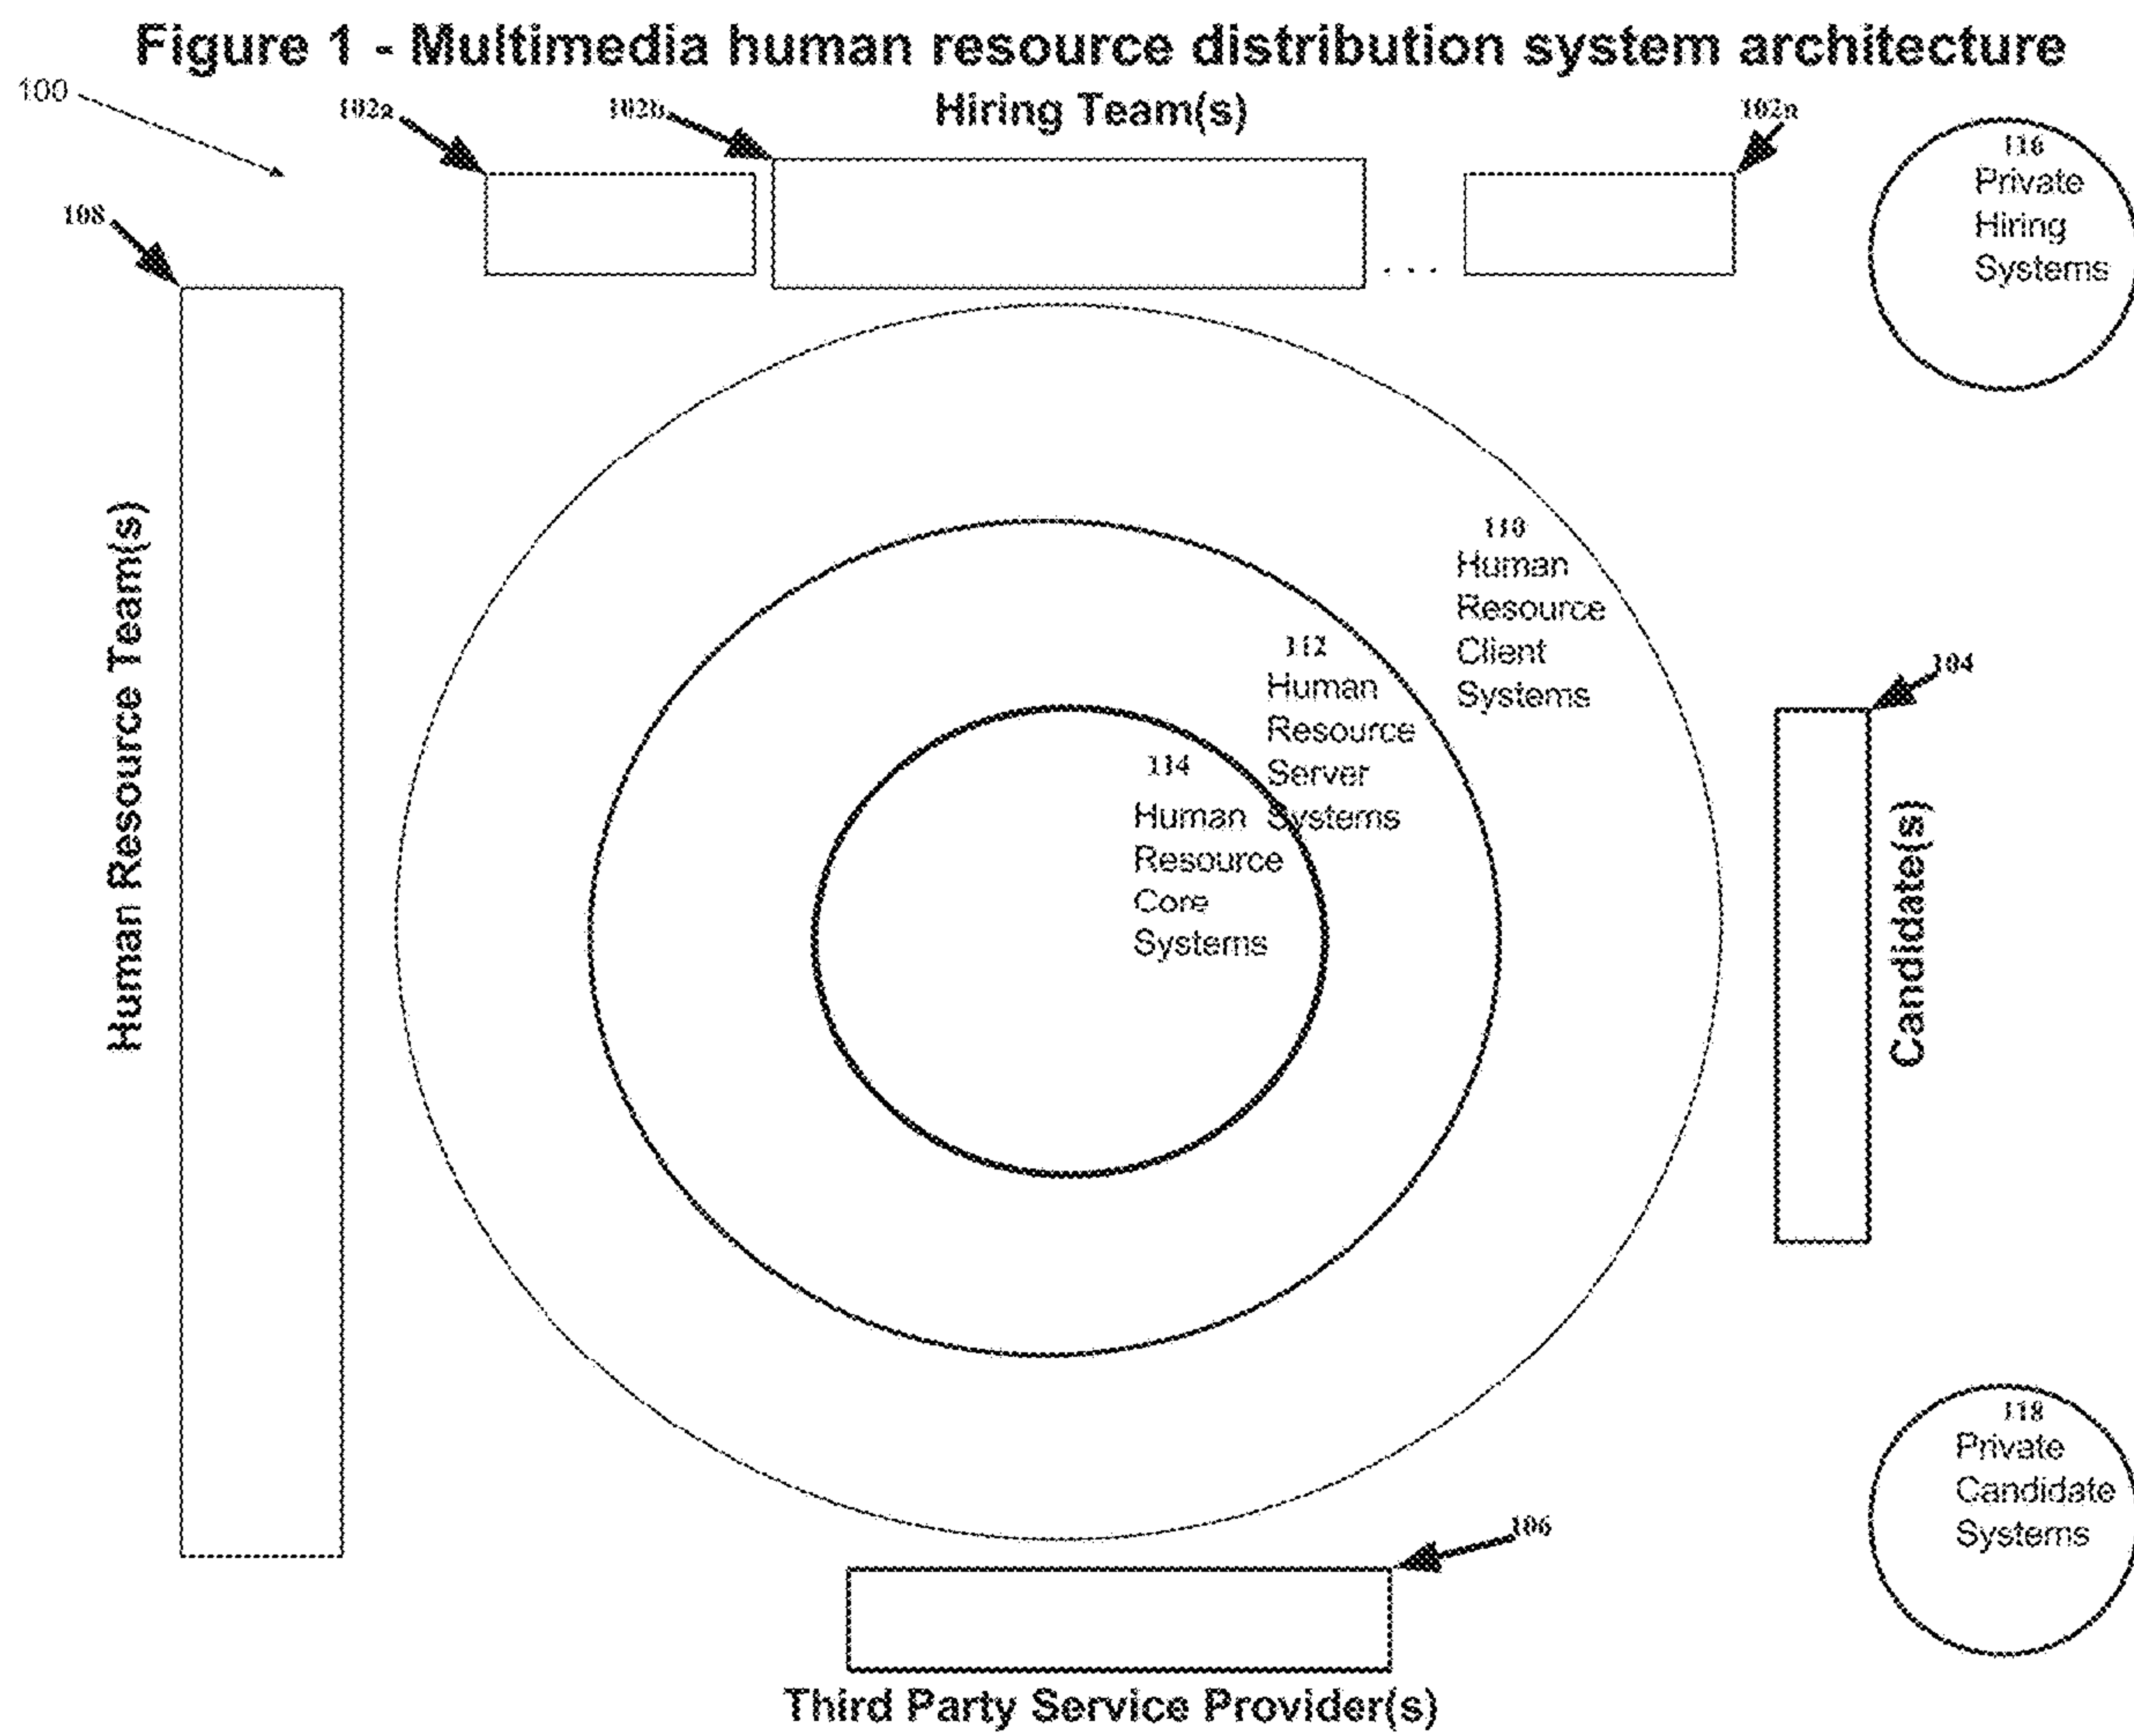 Figure 1 - Multimedia human resource distribution system architecture
100
102a
102b
Hiring Team(s)
102n
116
Private
Hiring
Systems
108
. . .
Human Resource Team(s)
110
Human
Resource
Client
Systems
112
Human
Resource
Server
Systems
114
Human
Resource
Core
Systems
104
Candidate(s)
118
Private
Candidate
Systems
106
Third Party Service Provider(s)